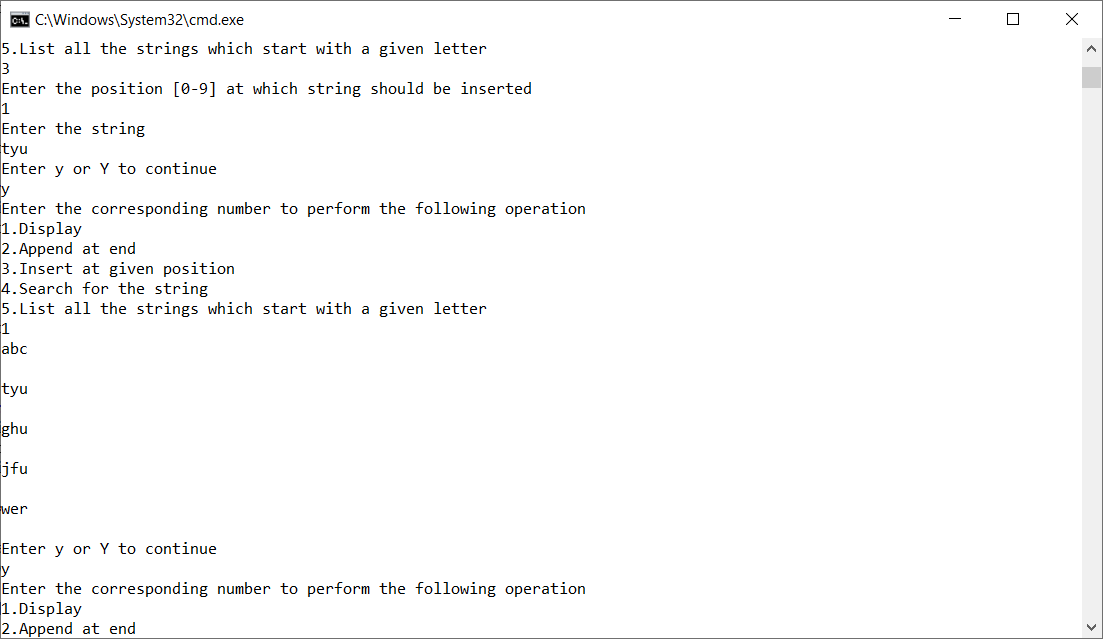 C:\Windows\System32\cmd.exe
5.List all the strings which start with a given letter
3
Enter the position [0-9] at which string should be inserted
1
Enter the string
tyu
Enter y or Y to continue
y
Enter the corresponding number to perform the following operation
1.Display
2.Append at end
3.Insert at given position
4.Search for the string
5.List all the strings which start with a given letter
1
abc
tyu
ghu
jfu
wer
Enter y or Y to continue
y
Enter the corresponding number to perform the following operation
1.Display
2.Append at end